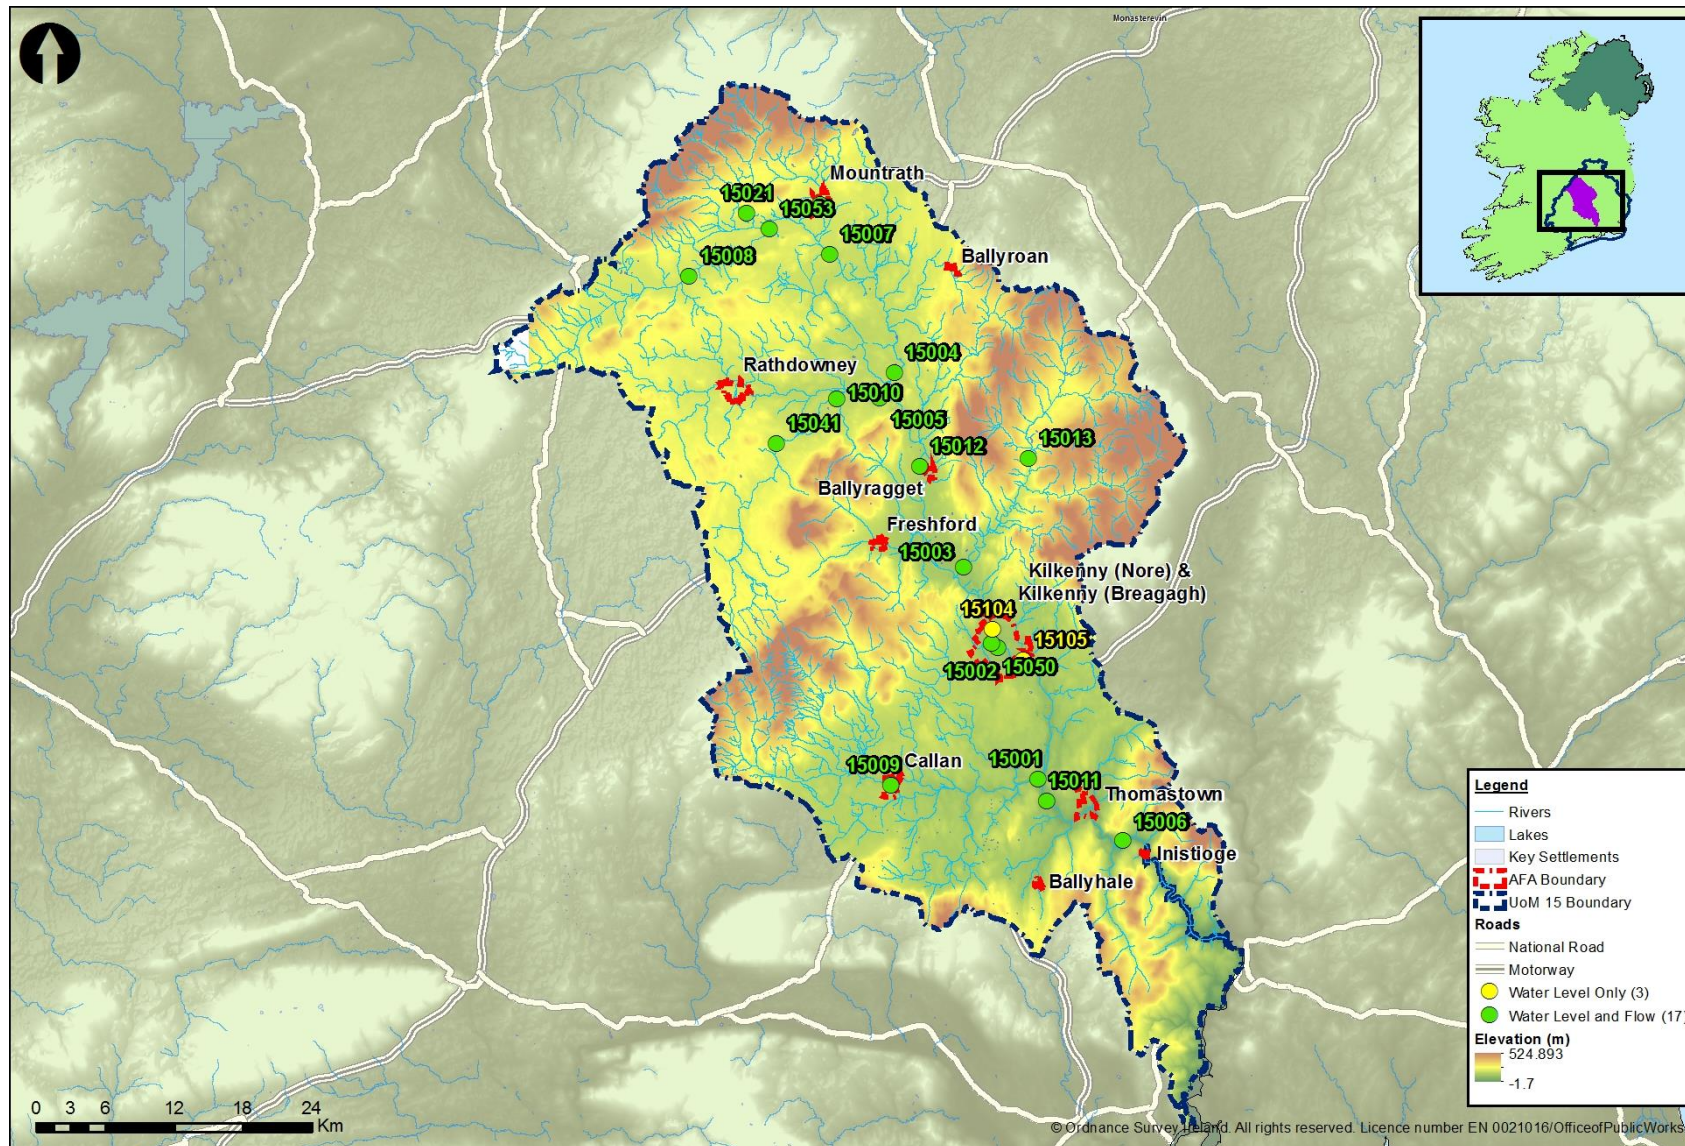 Monasterevin
Mountrath
15021
15053
15007
15008
Ballyroan
15004
Rathdowney
15010
15005
15041
15012
15013
Ballyragget
Freshford
15003
Kilkenny (Nore) &
Kilkenny (Breagagh)
15104
15105
15002
15050
15009
Callan
15001
15011
Thomastown
15006
Inistioge
Ballyhale
Legend
Rivers
Lakes
Key Settlements
AFA Boundary
UoM 15 Boundary
Roads
National Road
Motorway
Water Level Only (3)
Water Level and Flow (17)
Elevation (m)
524.893
-1.7
0 3 6 12 18 24
Km
© Ordnance Survey Ireland. All rights reserved. Licence number EN 0021016/OfficeofPublicWorks